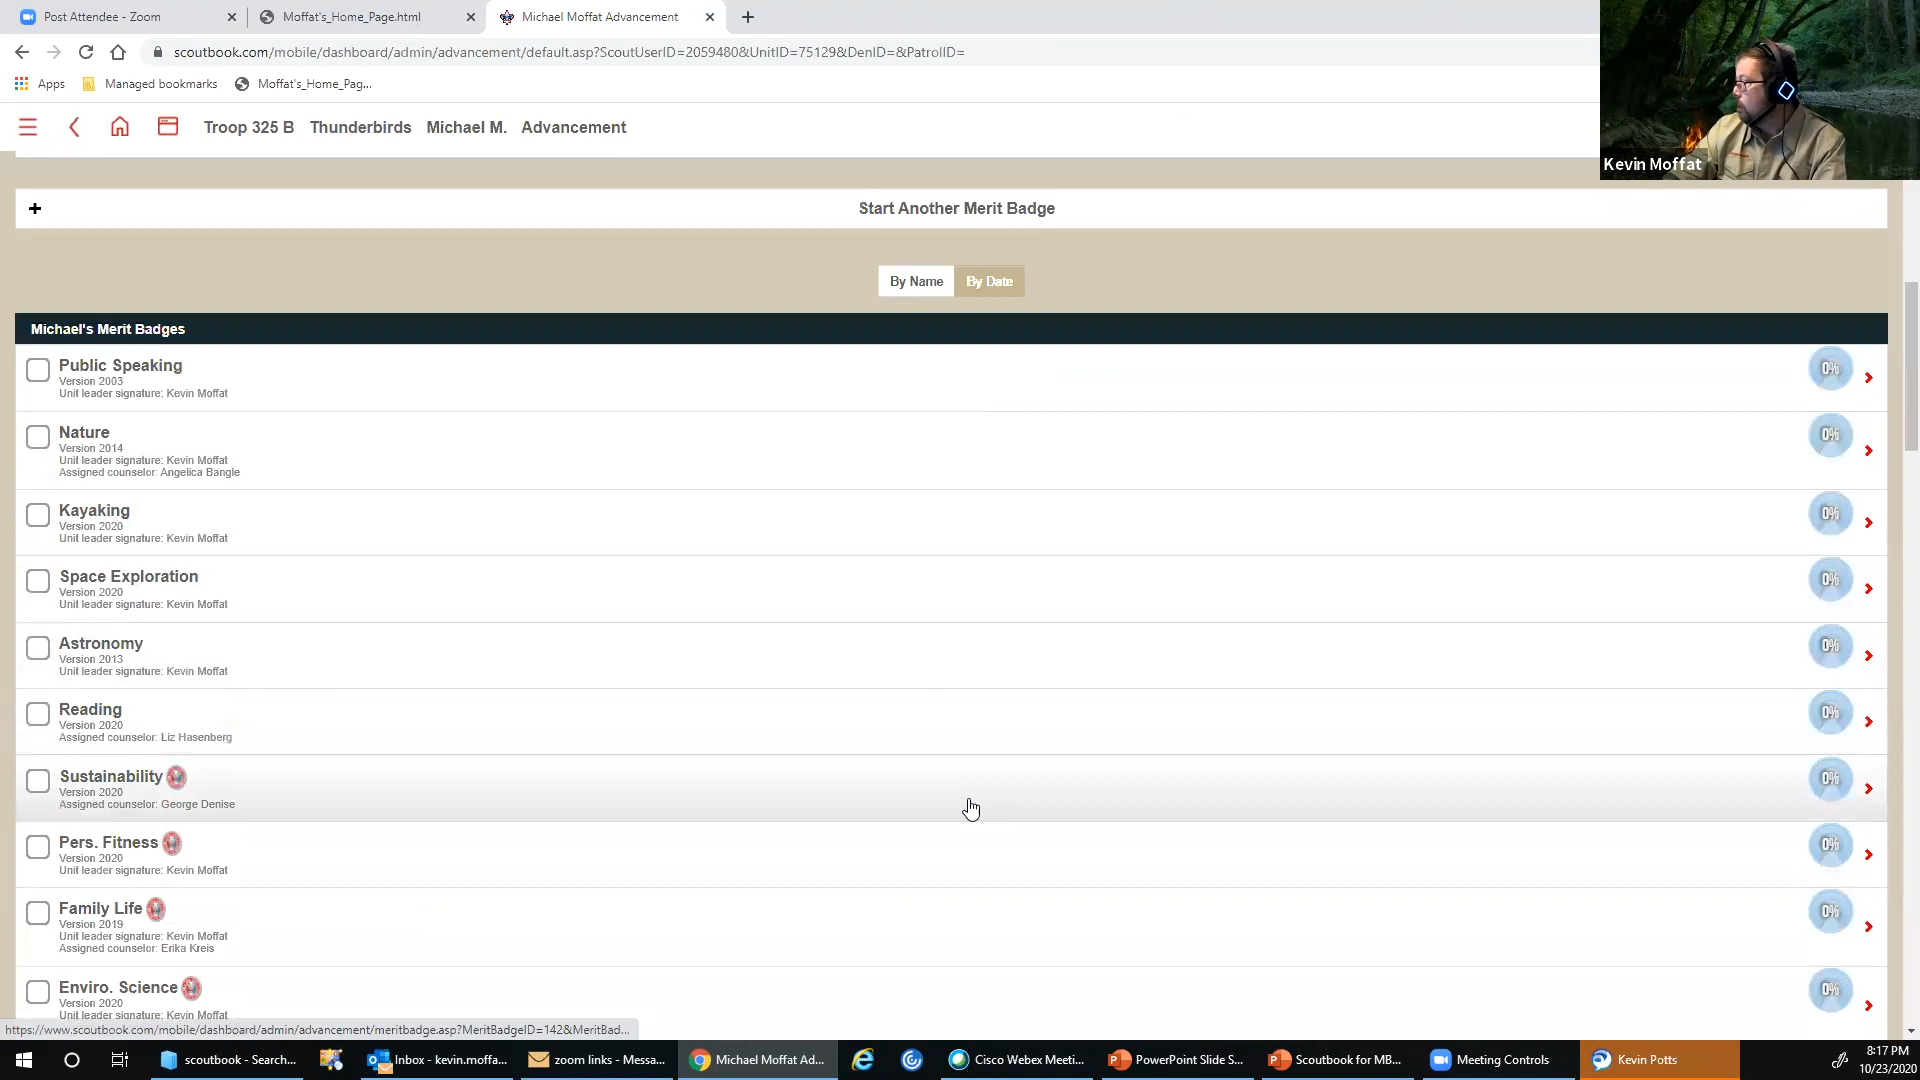 Post Attendee - Zoom
Moffat's_Home_Page.html
Michael Moffat Advancement
scoutbook.com/mobile/dashboard/admin/advancement/default.asp?ScoutUserID=2059480&UnitID=75129&DenID=&PatrolID=
Apps
Managed bookmarks
Moffat's_Home_Pag...
Kevin Moffat
Troop 325 B
Thunderbirds
Michael M.
Advancement
Start Another Merit Badge
By Name
By Date
Michael's Merit Badges
Public Speaking
Version 2003
Unit leader signature: Kevin Moffat
0%
Nature
Version 2014
Unit leader signature: Kevin Moffat
Assigned counselor: Angelica Bangle
0%
Kayaking
Version 2020
Unit leader signature: Kevin Moffat
0%
Space Exploration
Version 2020
Unit leader signature: Kevin Moffat
0%
Astronomy
Version 2013
Unit leader signature: Kevin Moffat
0%
Reading
Version 2020
Assigned counselor: Liz Hasenberg
0%
Sustainability
Version 2020
Assigned counselor: George Denise
0%
Pers. Fitness
Version 2020
Unit leader signature: Kevin Moffat
0%
Family Life
Version 2019
Unit leader signature: Kevin Moffat
Assigned counselor: Erika Kreis
0%
Enviro. Science
Version 2020
Unit leader signature: Kevin Moffat
0%
https://www.scoutbook.com/mobile/dashboard/admin/advancement/meritbadge.asp?MeritBadgeID=142&MeritBad...
scoutbook - Search...
Inbox - kevin.moffa...
zoom links - Messa...
Michael Moffat Ad...
Cisco Webex Meeti...
PowerPoint Slide S...
Scoutbook for MB...
Meeting Controls
Kevin Potts
8:17 PM
10/23/2020